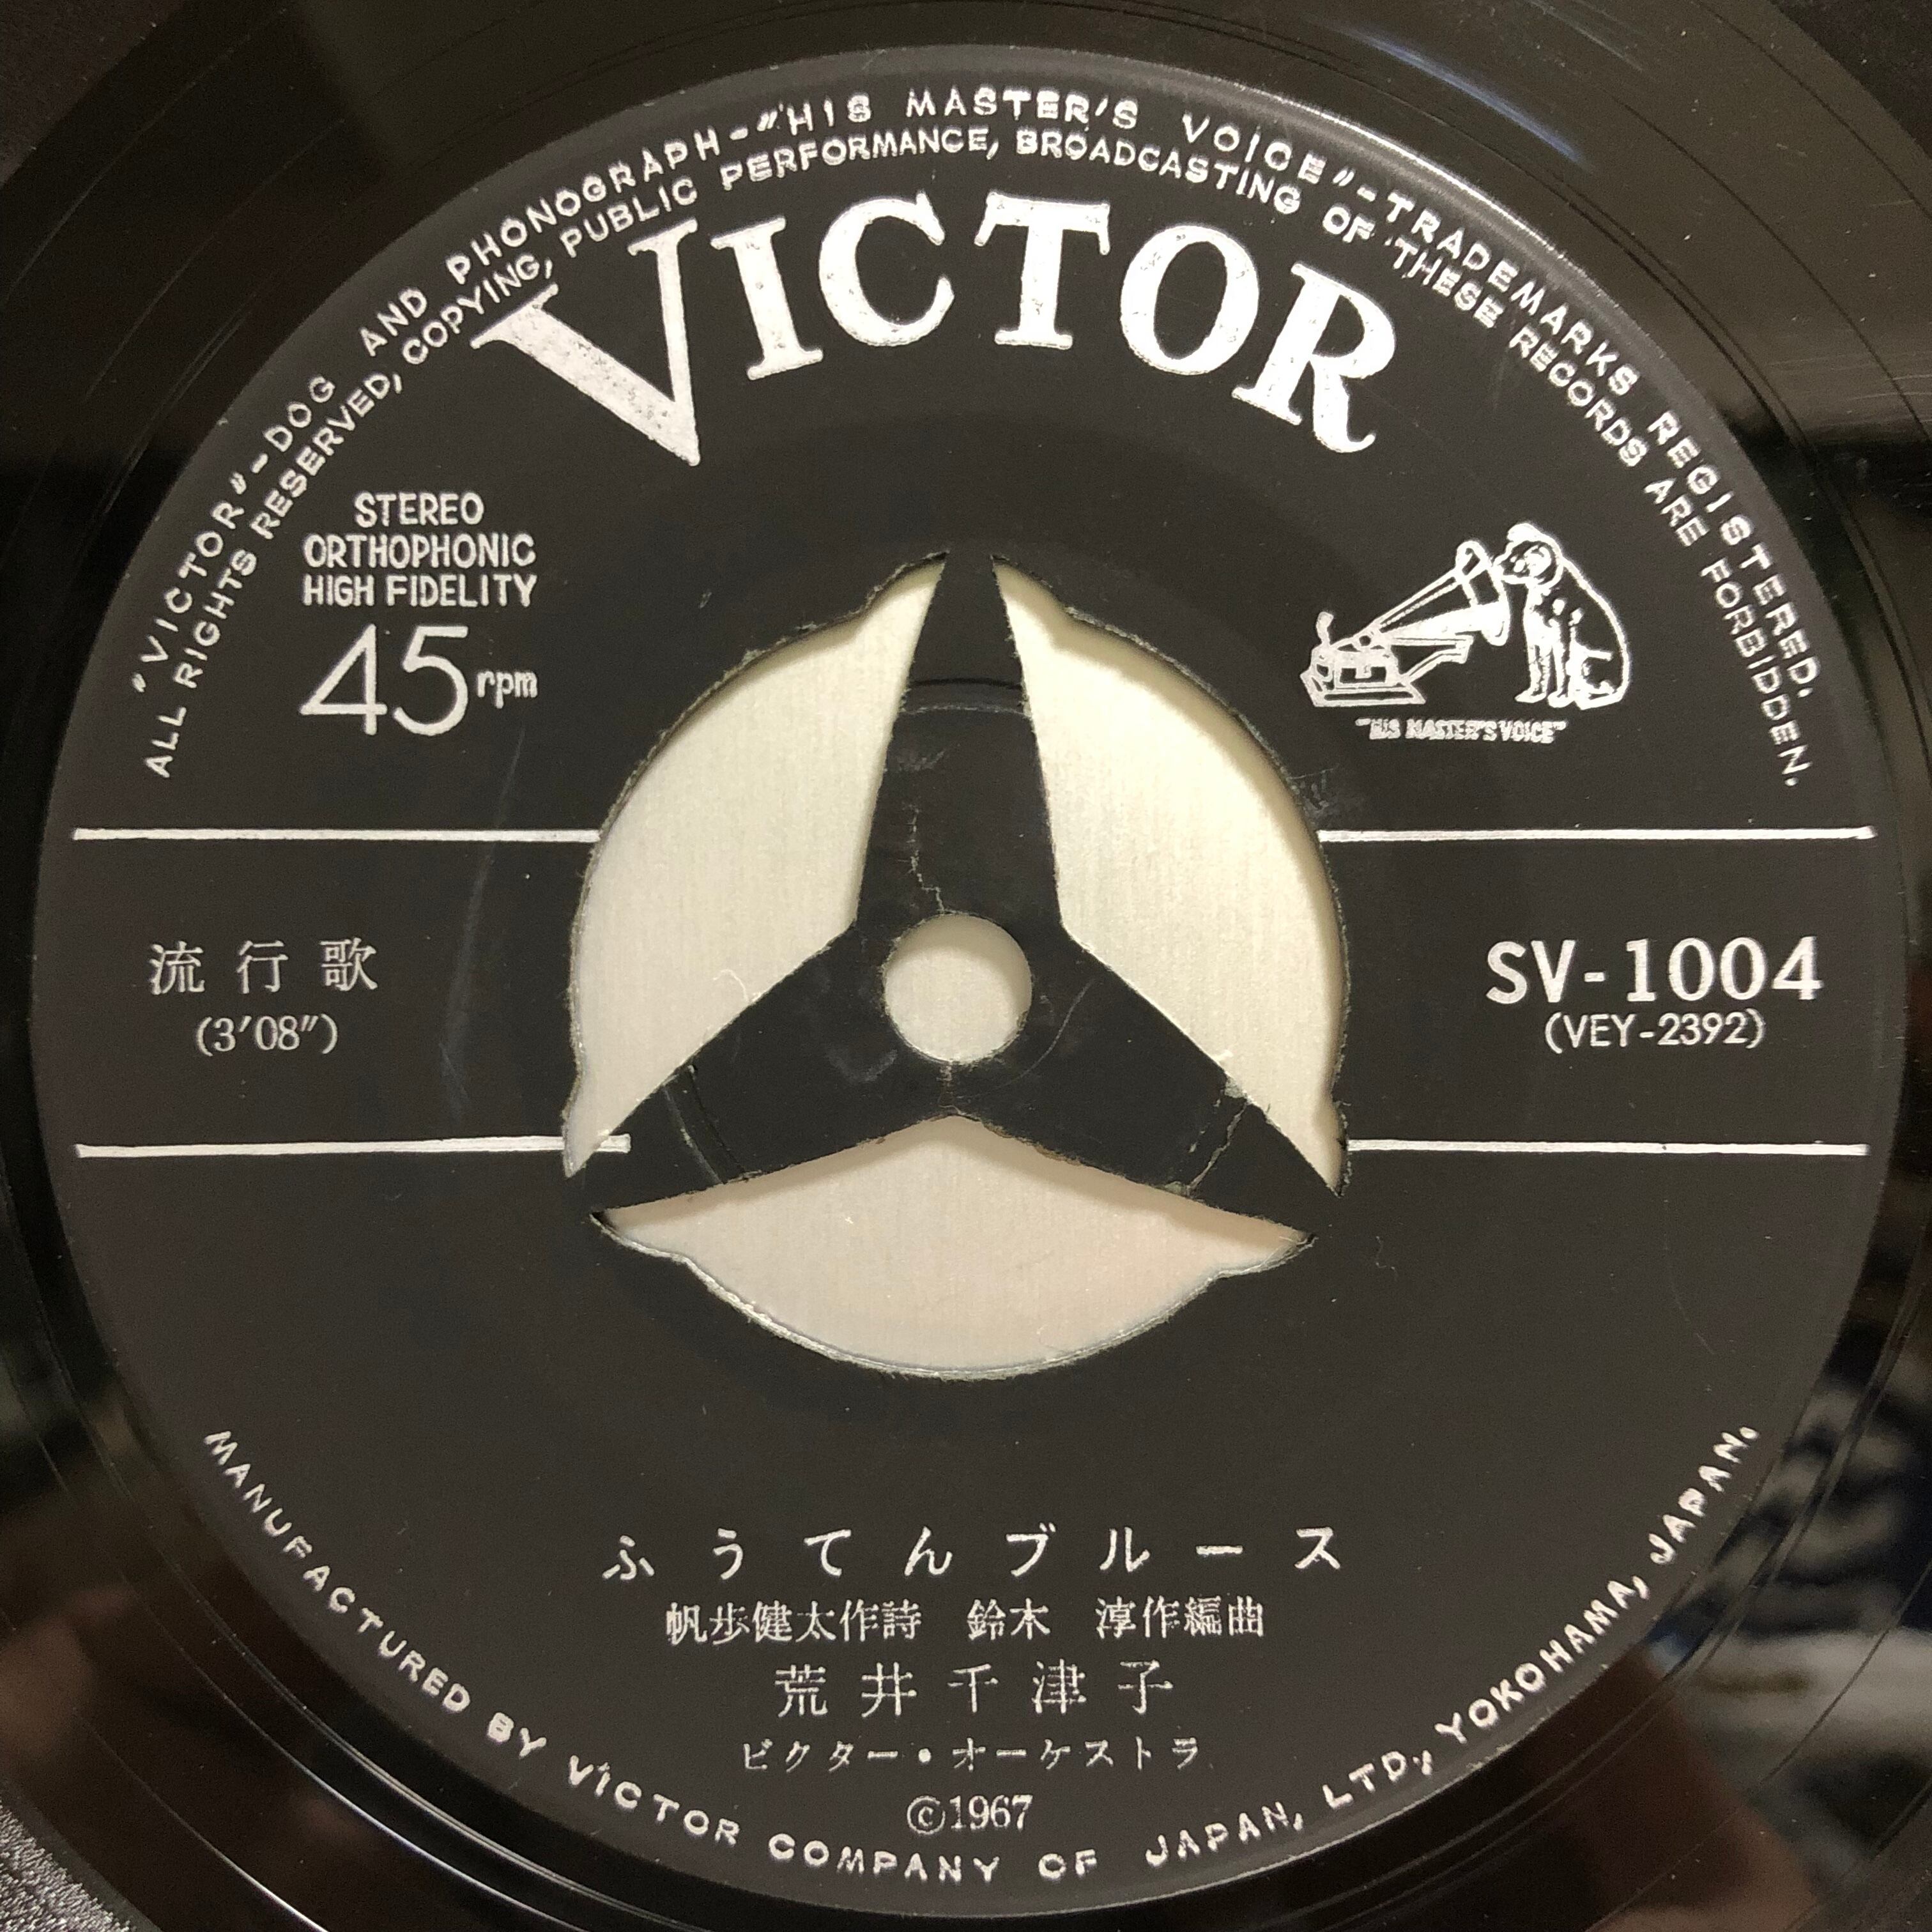 "VICTOR"-DOG AND PHONOGRAPH-"HIS MASTER'S VOICE"-TRADEMARKS REGISTERED.
ALL RIGHTS RESERVED, COPYING, PUBLIC PERFORMANCE, BROADCASTING OF THESE RECORDS ARE FORBIDDEN.
VICTOR
STEREO
ORTHOPHONIC
HIGH FIDELITY
45rpm
"HIS MASTER'S VOICE"
流行歌
(3′08″)
SV-1004
(VEY-2392)
ふうてんブルース
帆歩健太作詩 鈴木 淳作編曲
荒井千津子
ビクター・オーケストラ
©1967
MANUFACTURED BY VICTOR COMPANY OF JAPAN, LTD., YOKOHAMA, JAPAN.